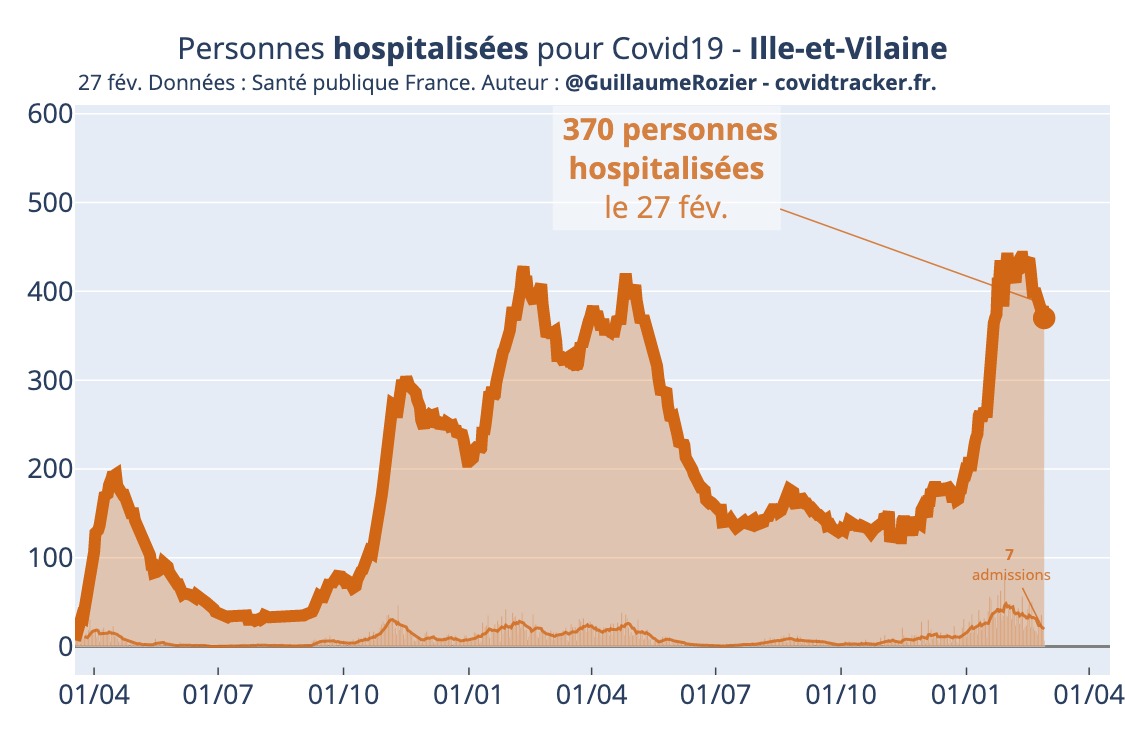 Personnes hospitalisées pour Covid19 - Ille-et-Vilaine
27 fév. Données : Santé publique France. Auteur : @GuillaumeRozier - covidtracker.fr.
600
370 personnes
hospitalisées
le 27 fév.
500
400
300
200
100
7
admissions
0
01/04 01/07 01/10 01/01 01/04 01/07 01/10 01/01 01/04